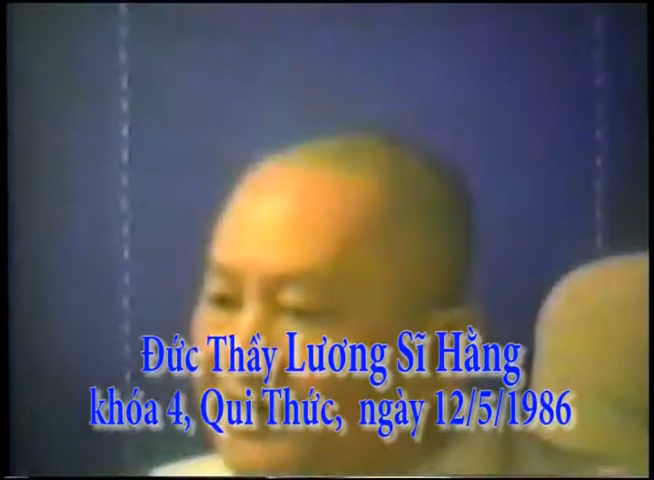 Đức Thầy Lương Sĩ Hằng
khóa 4, Qui Thức, ngày 12/5/1986